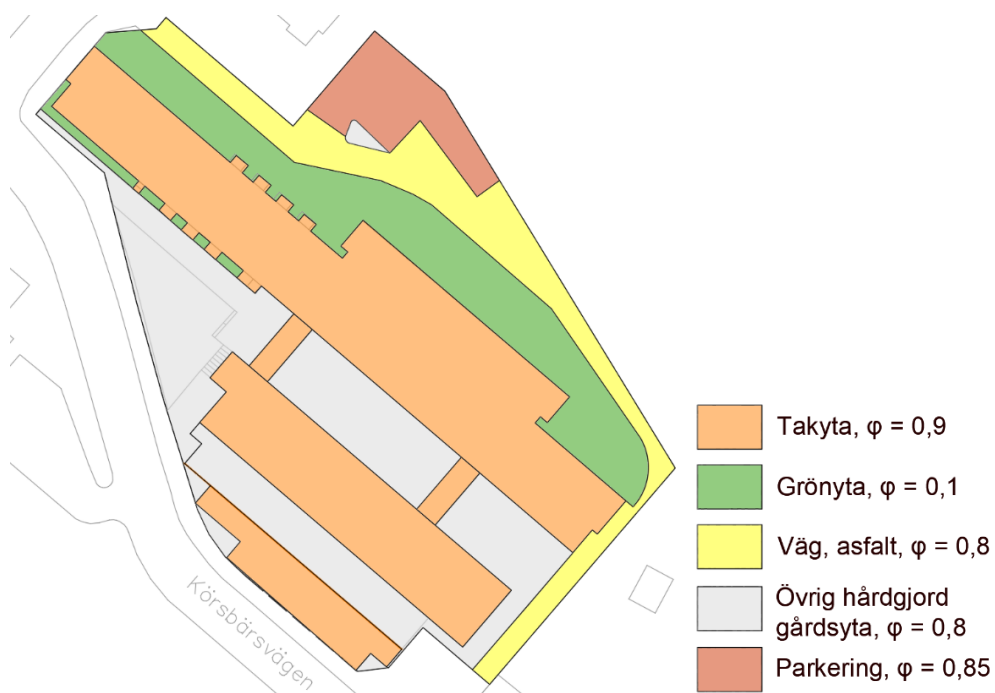 Takyta, φ = 0,9
Grönyta, φ = 0,1
Väg, asfalt, φ = 0,8
Övrig hårdgjord
gårdsyta, φ = 0,8
Parkering, φ = 0,85
Körsbärsvägen